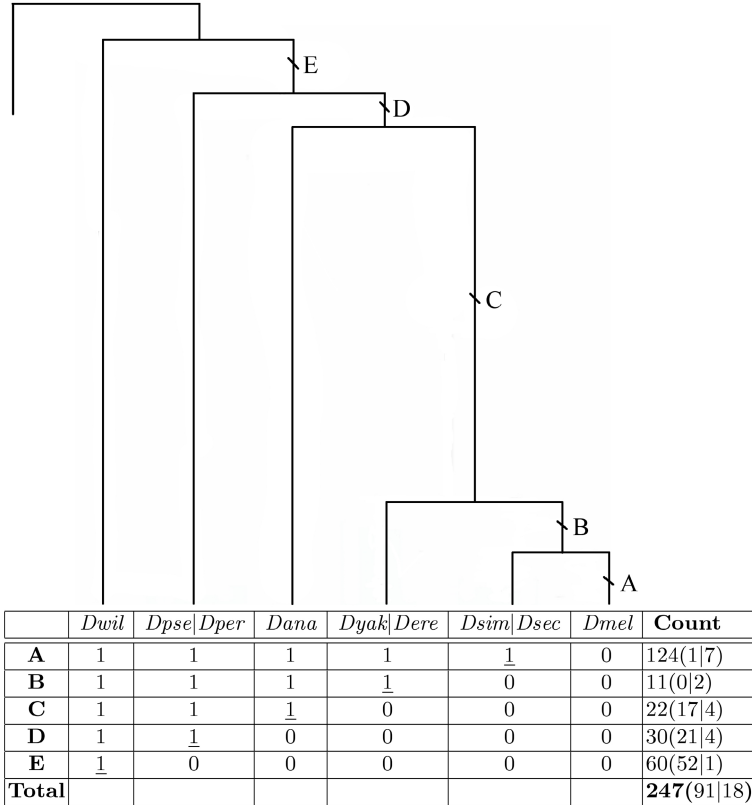 E
D
C
B
A
Dwil Dpse|Dper Dana Dyak|Dere Dsim|Dsec Dmel Count
A 1 1 1 1 1 0 124(1|7)
B 1 1 1 1 0 0 11(0|2)
C 1 1 1 0 0 0 22(17|4)
D 1 1 0 0 0 0 30(21|4)
E 1 0 0 0 0 0 60(52|1)
Total 247(91|18)